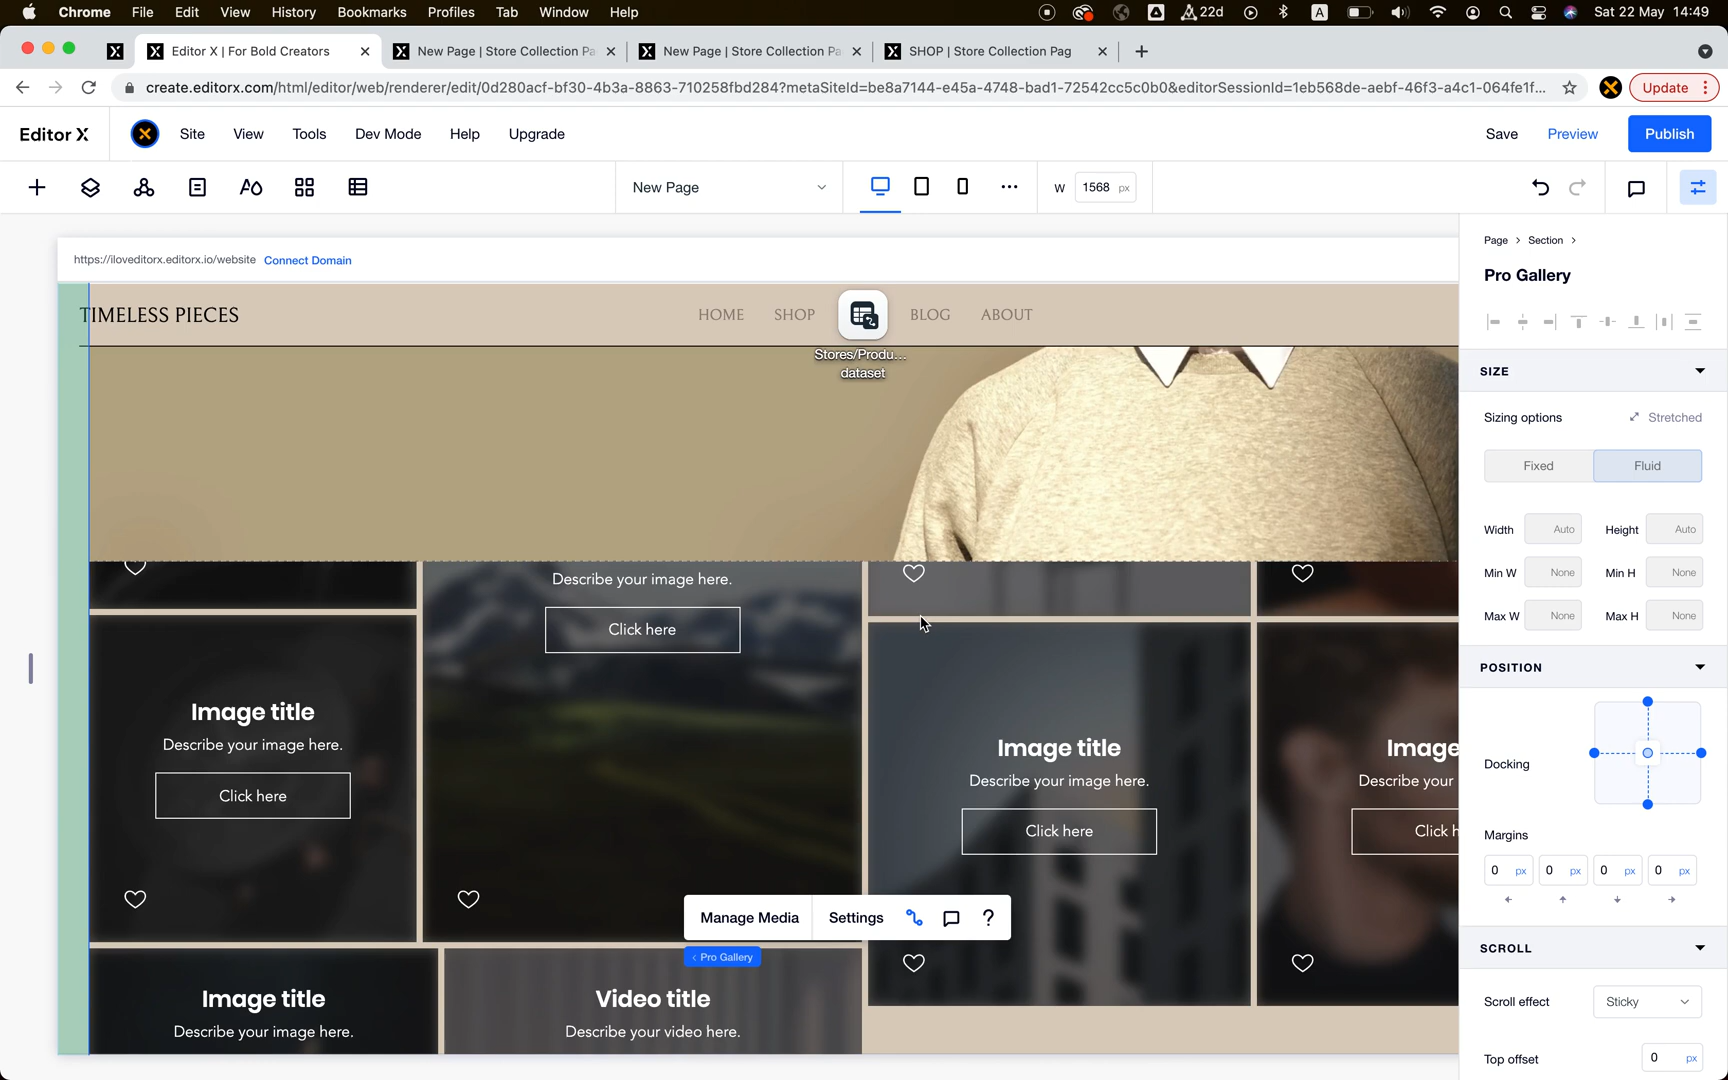 Chrome File Edit View History Bookmarks Profiles Tab Window Help A 22d A Sat 22 May 14:49
Editor X | For Bold Creators New Page | Store Collection Pa New Page | Store Collection Pa SHOP | Store Collection Pag
create.editorx.com/html/editor/web/renderer/edit/0d280acf-bf30-4b3a-8863-710258fbd284?metaSiteId=be8a7144-e45a-4748-bad1-72542cc5c0b0&editorSessionId=1eb568de-aebf-46f3-a4c1-064fe1f... Update
Editor X Site View Tools Dev Mode Help Upgrade Save Preview Publish
New Page W 1568 px
https://iloveditorx.editorx.io/website Connect Domain
TIMELESS PIECES HOME SHOP BLOG ABOUT
Stores/Produ...
dataset
Describe your image here.
Click here
Image title
Describe your image here.
Click here
Image title
Describe your image here.
Click here
Image
Describe your
Click h
Manage Media Settings ?
< Pro Gallery
Image title
Describe your image here.
Video title
Describe your video here.
Page > Section >
Pro Gallery
SIZE
Sizing options Stretched
Fixed Fluid
Width Auto Height Auto
Min W None Min H None
Max W None Max H None
POSITION
Docking
Margins
0 px 0 px 0 px 0 px
SCROLL
Scroll effect Sticky
Top offset 0 px